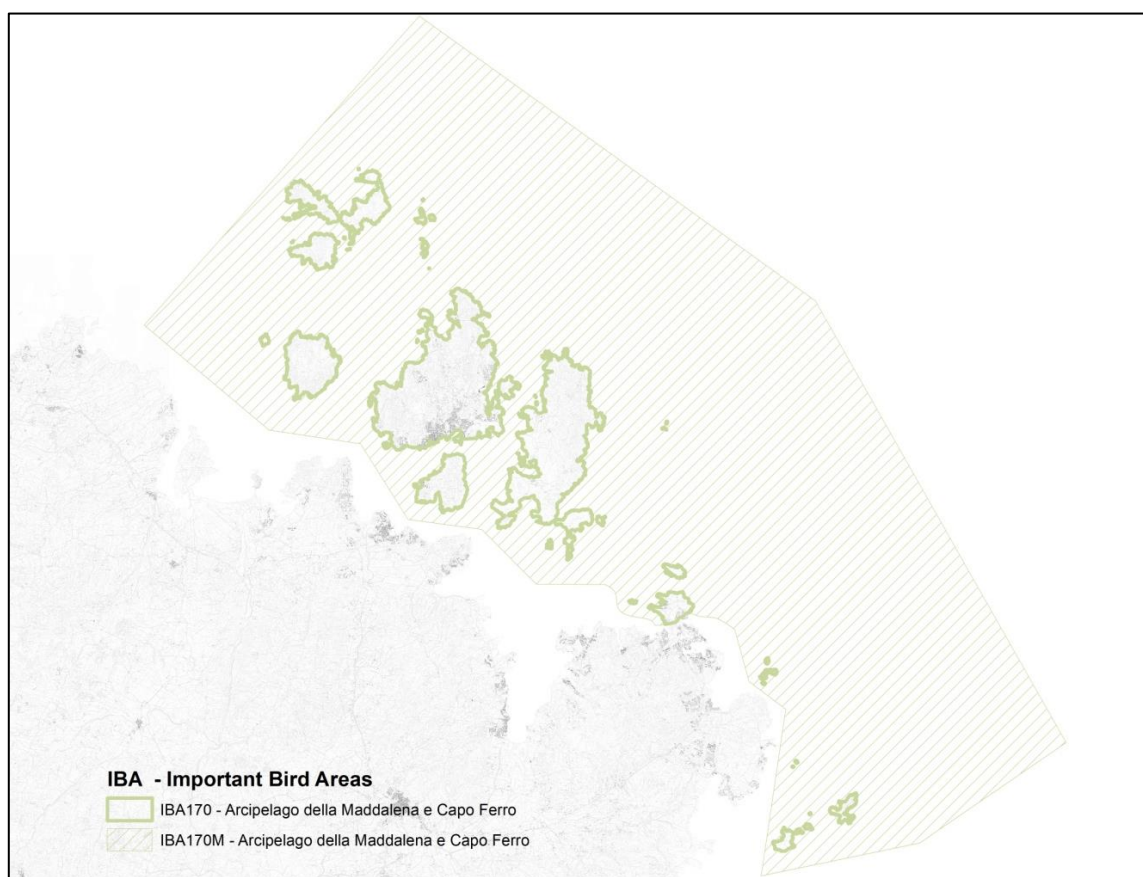 IBA - Important Bird Areas
IBA170 - Arcipelago della Maddalena e Capo Ferro
IBA170M - Arcipelago della Maddalena e Capo Ferro